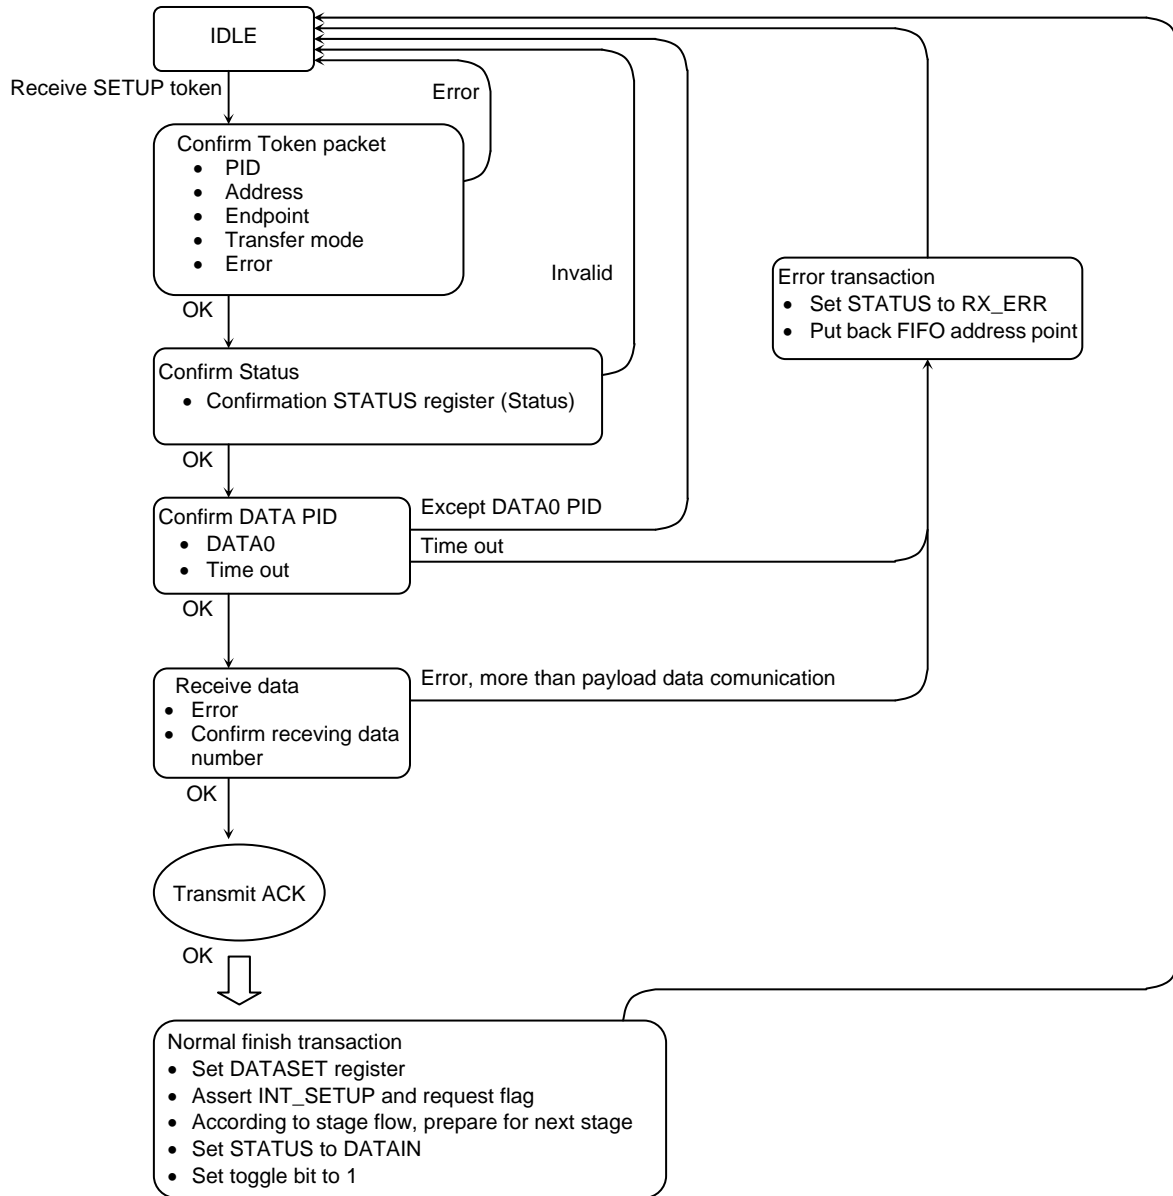 IDLE
Receive SETUP token
Error
Confirm Token packet
• PID
• Address
• Endpoint
• Transfer mode
• Error
Invalid
Error transaction
• Set STATUS to RX_ERR
• Put back FIFO address point
OK
Confirm Status
• Confirmation STATUS register (Status)
OK
Confirm DATA PID
• DATA0
• Time out
Except DATA0 PID
Time out
OK
Receive data
• Error
• Confirm receving data
number
Error, more than payload data comunication
OK
Transmit ACK
OK
Normal finish transaction
• Set DATASET register
• Assert INT_SETUP and request flag
• According to stage flow, prepare for next stage
• Set STATUS to DATAIN
• Set toggle bit to 1